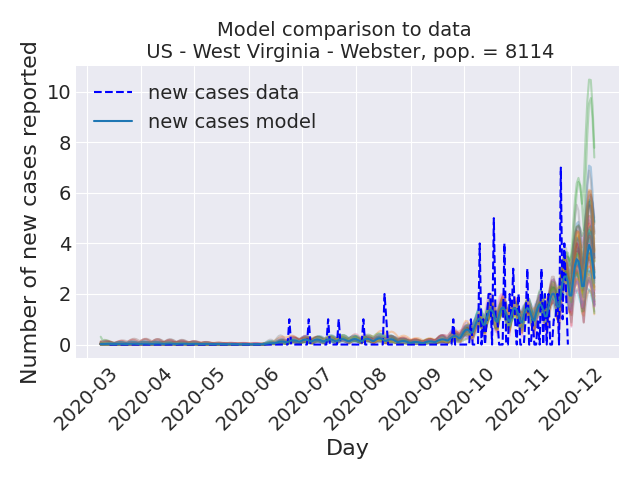 Model comparison to data
US - West Virginia - Webster, pop. = 8114
Number of new cases reported
10
8
6
4
2
0
new cases data
new cases model
2020-03
2020-04
2020-05
2020-06
2020-07
2020-08
2020-09
2020-10
2020-11
2020-12
Day